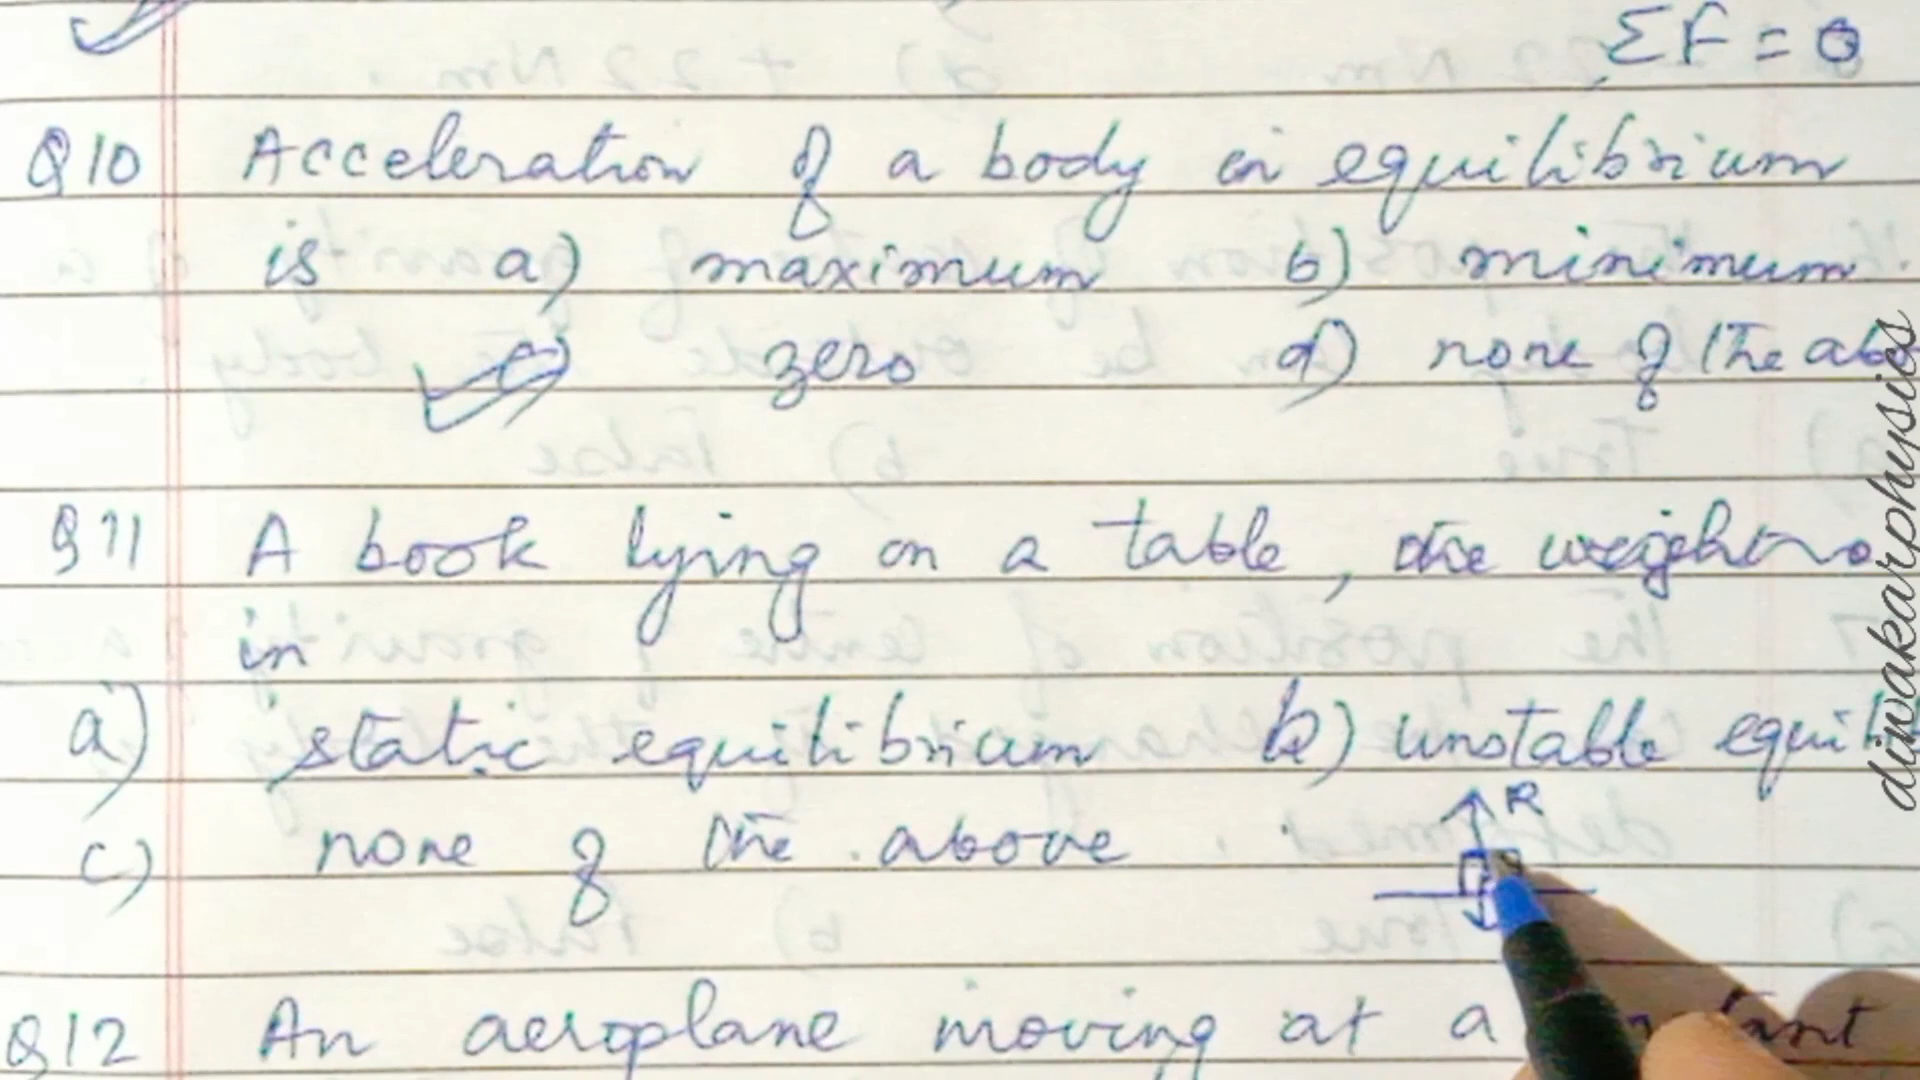 ΣF = 0
Q10 Acceleration of a body in equilibrium
is a) maximum b) minimum
c) zero d) none of the abo
Q11 A book lying on a table, the weight
in
a) static equilibrium b) unstable equili
c) none of the above. R
Q12 An aeroplane moving at a
diwakarphysics